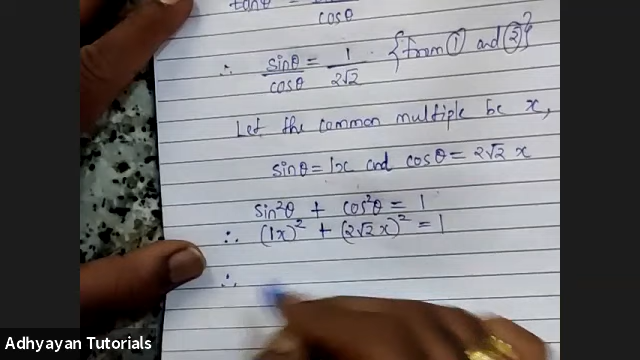 tanθ =
cosθ
∴ sinθ/cosθ = 1/2√2 {from ① and ②}
Let the common multiple be x,
sinθ = 1x and cosθ = 2√2 x
sin²θ + cos²θ = 1
∴ (1x)² + (2√2 x)² = 1
∴
Adhyayan Tutorials